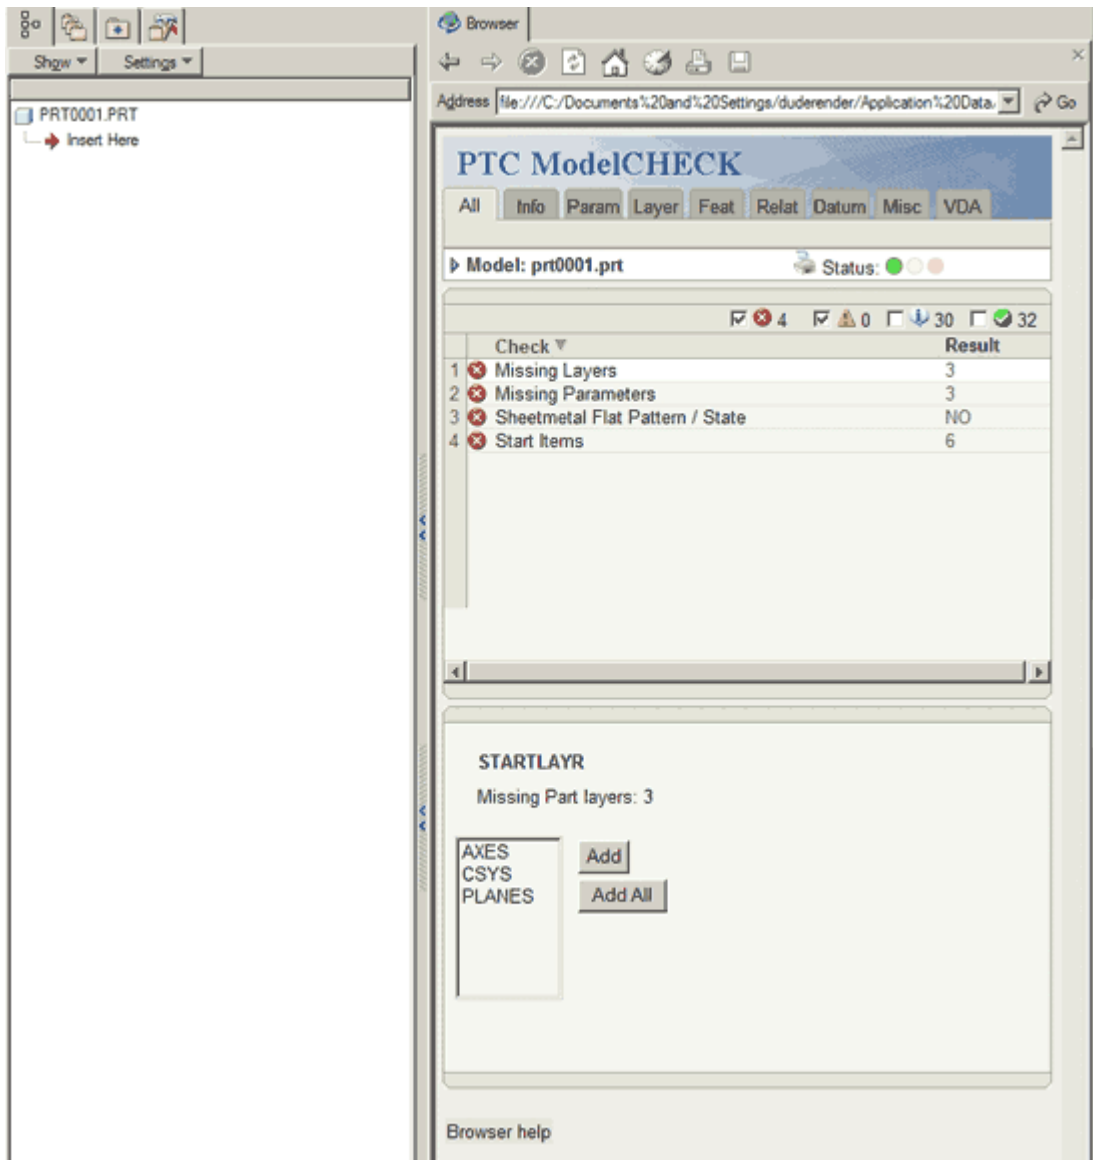 Show Settings
PRT0001.PRT
Insert Here
Browser
Address file:///C:/Documents%20and%20Settings/duderender/Application%20Data. Go
PTC ModelCHECK
All Info Param Layer Feat Relat Datum Misc VDA
Model: prt0001.prt Status:
4 0 30 32
Check Result
1 Missing Layers 3
2 Missing Parameters 3
3 Sheetmetal Flat Pattern / State NO
4 Start Items 6
STARTLAYR
Missing Part layers: 3
AXES
CSYS
PLANES
Add
Add All
Browser help